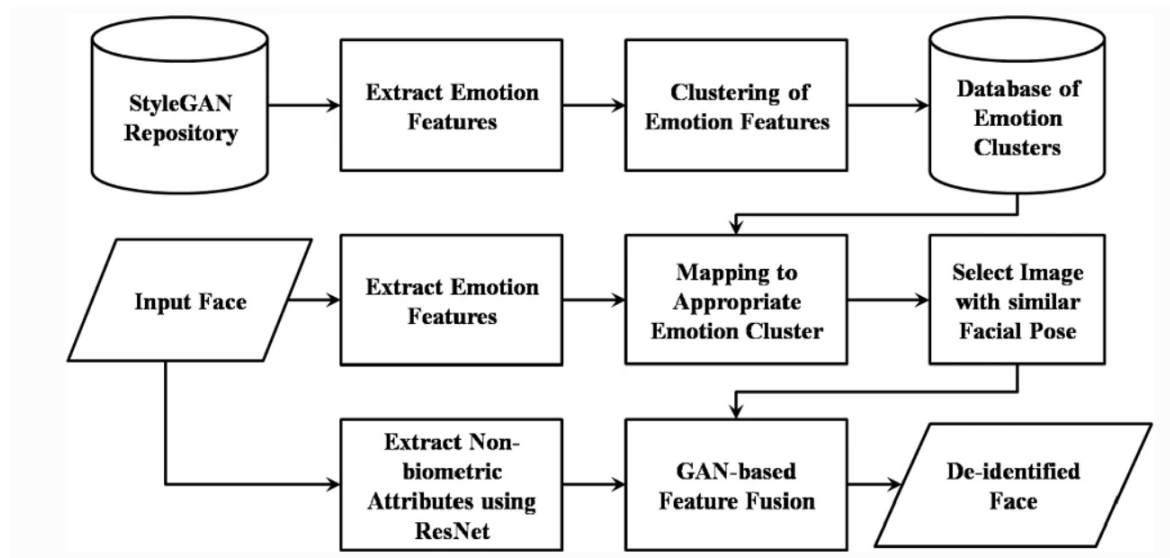 StyleGAN
Repository
Extract Emotion
Features
Clustering of
Emotion Features
Database of
Emotion
Clusters
Input Face
Extract Emotion
Features
Mapping to
Appropriate
Emotion Cluster
Select Image
with similar
Facial Pose
Extract Non-
biometric
Attributes using
ResNet
GAN-based
Feature Fusion
De-identified
Face